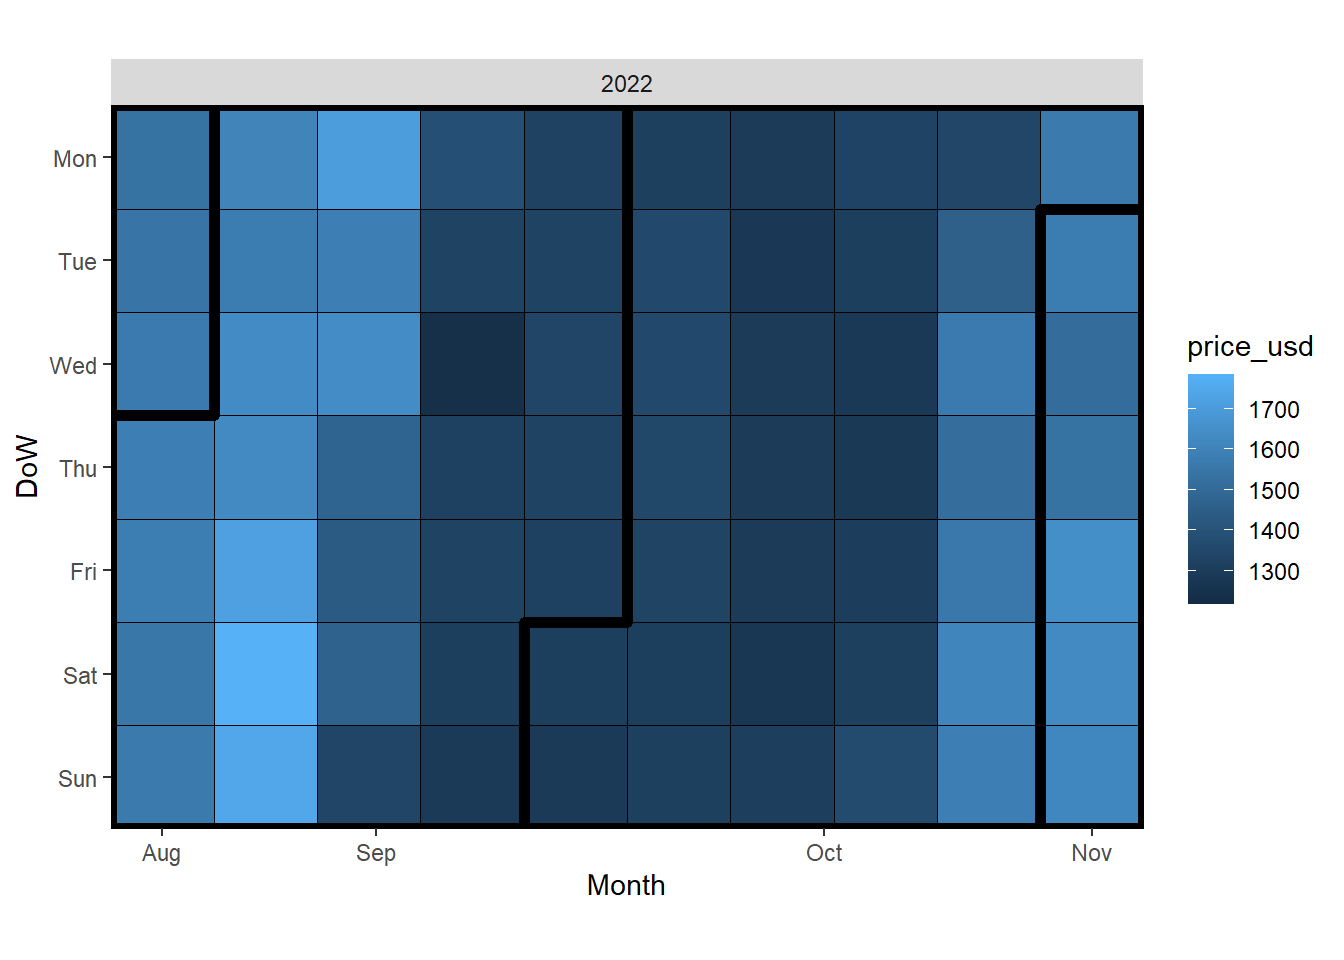 2022
Mon
Tue
Wed
Thu
Fri
Sat
Sun
DoW
Aug Sep Oct Nov
Month
price_usd
1700
1600
1500
1400
1300